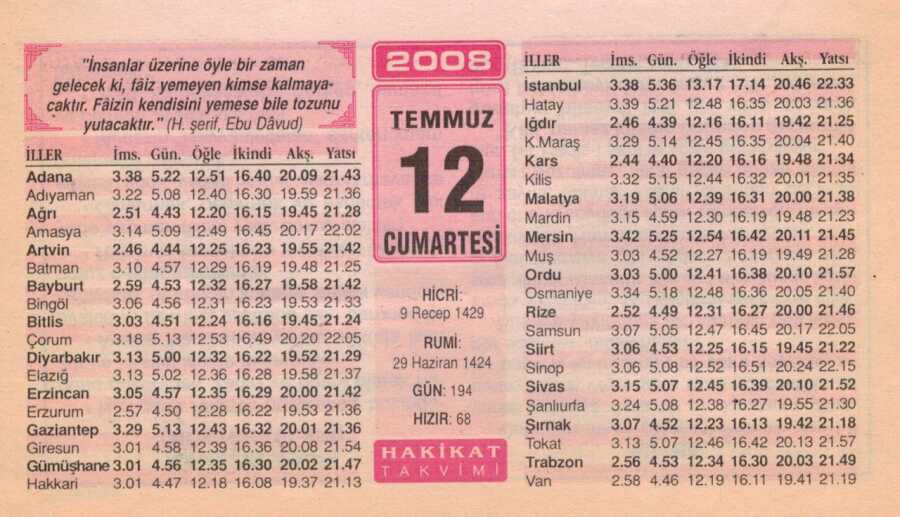 "İnsanlar üzerine öyle bir zaman
gelecek ki, fâiz yemeyen kimse kalmaya-
caktır. Fâizin kendisini yemese bile tozunu
yutacaktır." (H. şerif, Ebu Dâvud)
İLLER İms. Gün. Öğle İkindi Akş. Yatsı
Adana 3.38 5.22 12.51 16.40 20.09 21.43
Adıyaman 3.22 5.08 12.40 16.30 19.59 21.36
Ağrı 2.51 4.43 12.20 16.15 19.45 21.28
Amasya 3.14 5.09 12.49 16.45 20.17 22.02
Artvin 2.46 4.44 12.25 16.23 19.55 21.42
Batman 3.10 4.57 12.29 16.19 19.48 21.25
Bayburt 2.59 4.53 12.32 16.27 19.58 21.42
Bingöl 3.06 4.56 12.31 16.23 19.53 21.33
Bitlis 3.03 4.51 12.24 16.16 19.45 21.24
Çorum 3.18 5.13 12.53 16.49 20.20 22.05
Diyarbakır 3.13 5.00 12.32 16.22 19.52 21.29
Elazığ 3.13 5.02 12.36 16.28 19.58 21.37
Erzincan 3.05 4.57 12.35 16.29 20.00 21.42
Erzurum 2.57 4.50 12.28 16.22 19.53 21.36
Gaziantep 3.29 5.13 12.43 16.32 20.01 21.36
Giresun 3.01 4.58 12.39 16.36 20.08 21.54
Gümüşhane 3.01 4.56 12.35 16.30 20.02 21.47
Hakkari 3.01 4.47 12.18 16.08 19.37 21.13
2008
TEMMUZ
12
CUMARTESİ
HİCRİ:
9 Recep 1429
RUMİ:
29 Haziran 1424
GÜN: 194
HIZIR: 68
HAKİKAT
TAKVİMİ
İLLER İms. Gün. Öğle İkindi Akş. Yatsı
İstanbul 3.38 5.36 13.17 17.14 20.46 22.33
Hatay 3.39 5.21 12.48 16.35 20.03 21.36
Iğdır 2.46 4.39 12.16 16.11 19.42 21.25
K.Maraş 3.29 5.14 12.45 16.35 20.04 21.40
Kars 2.44 4.40 12.20 16.16 19.48 21.34
Kilis 3.32 5.15 12.44 16.32 20.01 21.35
Malatya 3.19 5.06 12.39 16.31 20.00 21.38
Mardin 3.15 4.59 12.30 16.19 19.48 21.23
Mersin 3.42 5.25 12.54 16.42 20.11 21.45
Muş 3.03 4.52 12.27 16.19 19.49 21.28
Ordu 3.03 5.00 12.41 16.38 20.10 21.57
Osmaniye 3.34 5.18 12.48 16.36 20.05 21.40
Rize 2.52 4.49 12.31 16.27 20.00 21.46
Samsun 3.07 5.05 12.47 16.45 20.17 22.05
Siirt 3.06 4.53 12.25 16.15 19.45 21.22
Sinop 3.06 5.08 12.52 16.51 20.24 22.15
Sivas 3.15 5.07 12.45 16.39 20.10 21.52
Şanlıurfa 3.24 5.08 12.38 16.27 19.55 21.30
Şırnak 3.07 4.52 12.23 16.13 19.42 21.18
Tokat 3.13 5.07 12.46 16.42 20.13 21.57
Trabzon 2.56 4.53 12.34 16.30 20.03 21.49
Van 2.58 4.46 12.19 16.11 19.41 21.19